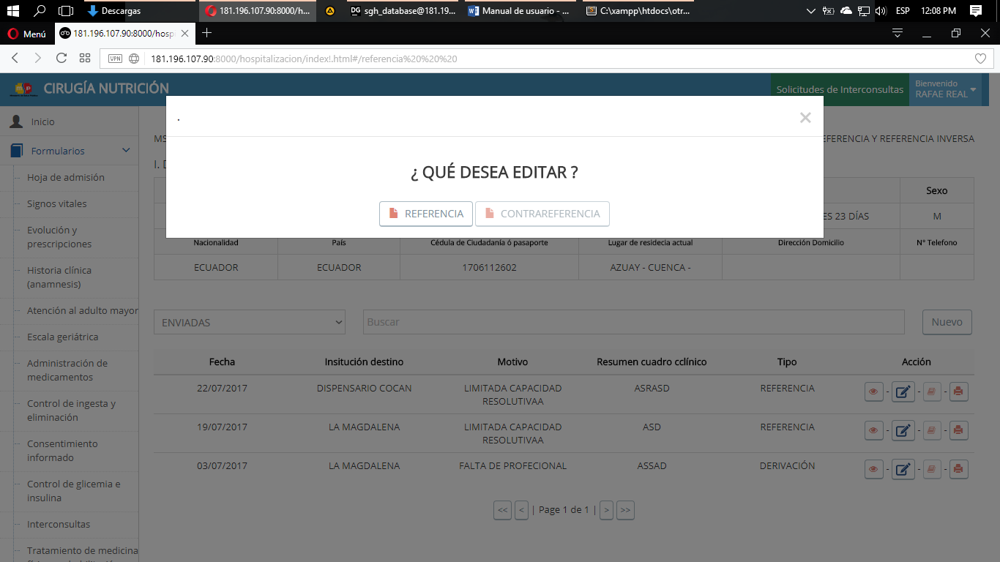 Descargas
181.196.107.90:8000/h...
sgh_database@181.19...
Manual de usuario - ...
C:\xampp\htdocs\otr...
ESP 12:08 PM
Menú
181.196.107.90:8000/hosp
VPN 181.196.107.90:8000/hospitalizacion/index!.html#/referencia%20%20%20
CIRUGÍA NUTRICIÓN
Solicitudes de Interconsultas
Bienvenido
RAFAE REAL
.
×
Inicio
Formularios
Hoja de admisión
Signos vitales
Evolución y
prescripciones
Historia clínica
(anamnesis)
Atención al adulto mayor
Escala geriátrica
Administración de
medicamentos
Control de ingesta y
eliminación
Consentimiento
informado
Control de glicemia e
insulina
Interconsultas
Tratamiento de medicina
MS
EFERENCIA Y REFERENCIA INVERSA
I. D
¿ QUÉ DESEA EDITAR ?
REFERENCIA CONTRAREFERENCIA
Sexo
ES 23 DÍAS M
Nacionalidad País Cédula de Ciudadanía ó pasaporte Lugar de residecia actual Dirección Domicilio N° Telefono
ECUADOR ECUADOR 1706112602 AZUAY - CUENCA -
ENVIADAS Buscar Nuevo
Fecha Insitución destino Motivo Resumen cuadro cclínico Tipo Acción
22/07/2017 DISPENSARIO COCAN LIMITADA CAPACIDAD ASRASD REFERENCIA - - -
RESOLUTIVAA
19/07/2017 LA MAGDALENA LIMITADA CAPACIDAD ASD REFERENCIA - - -
RESOLUTIVAA
03/07/2017 LA MAGDALENA FALTA DE PROFECIONAL ASSAD DERIVACIÓN - - -
<< < | Page 1 de 1 | > >>